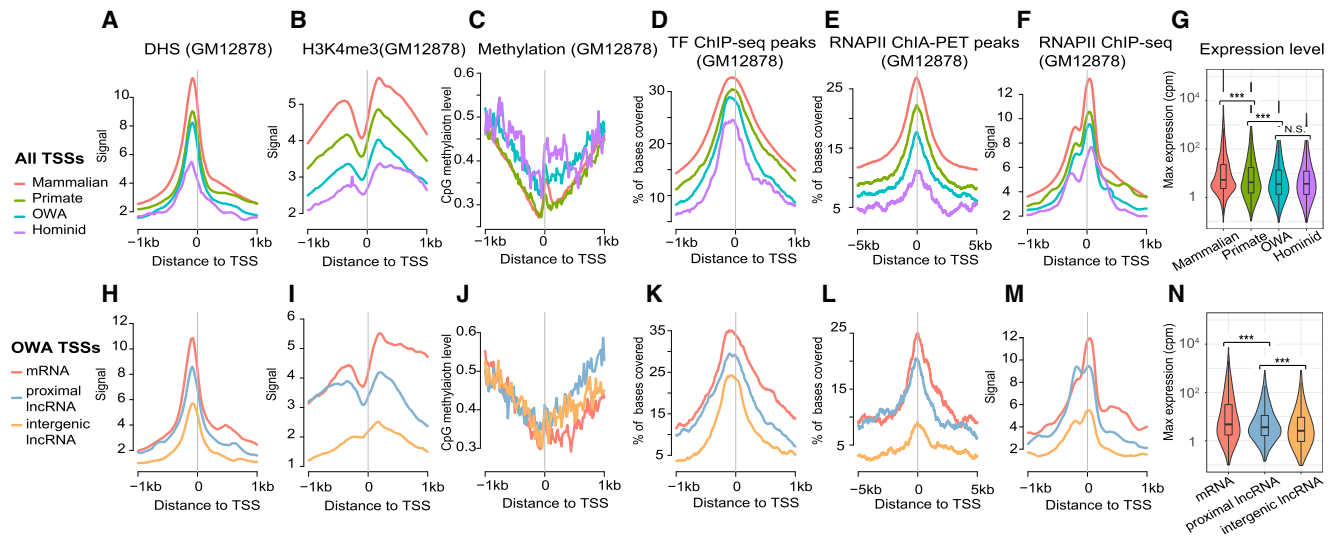 A B C D E F G
DHS (GM12878)
H3K4me3(GM12878)
Methylation (GM12878)
TF ChIP-seq peaks
(GM12878)
RNAPII ChIA-PET peaks
(GM12878)
RNAPII ChIP-seq
(GM12878)
Expression level
All TSSs
Mammalian
Primate
OWA
Hominid
Signal
10
8
6
4
2
−1kb 0 1kb
Distance to TSS
Signal
5
4
3
2
−1kb 0 1kb
Distance to TSS
CpG methylaiotn level
0.6
0.5
0.4
0.3
−1kb 0 1kb
Distance to TSS
% of bases covered
30
20
10
−1kb 0 1kb
Distance to TSS
% of bases covered
25
15
5
−5kb 0 5kb
Distance to TSS
Signal
12
10
8
6
4
2
−1kb 0 1kb
Distance to TSS
Max expression (cpm)
10⁴
10²
1
***
***
N.S.
Mammalian
Primate
OWA
Hominid
H I J K L M N
OWA TSSs
mRNA
proximal
lncRNA
intergenic
lncRNA
Signal
12
10
8
6
4
2
−1kb 0 1kb
Distance to TSS
Signal
6
5
4
3
2
1
−1kb 0 1kb
Distance to TSS
CpG methylaiotn level
0.6
0.5
0.4
0.3
−1kb 0 1kb
Distance to TSS
% of bases covered
35
25
15
5
−1kb 0 1kb
Distance to TSS
% of bases covered
25
15
5
−5kb 0 5kb
Distance to TSS
Signal
12
10
8
6
4
2
−1kb 0 1kb
Distance to TSS
Max expression (cpm)
10⁴
10²
1
***
***
mRNA
proximal lncRNA
intergenic lncRNA